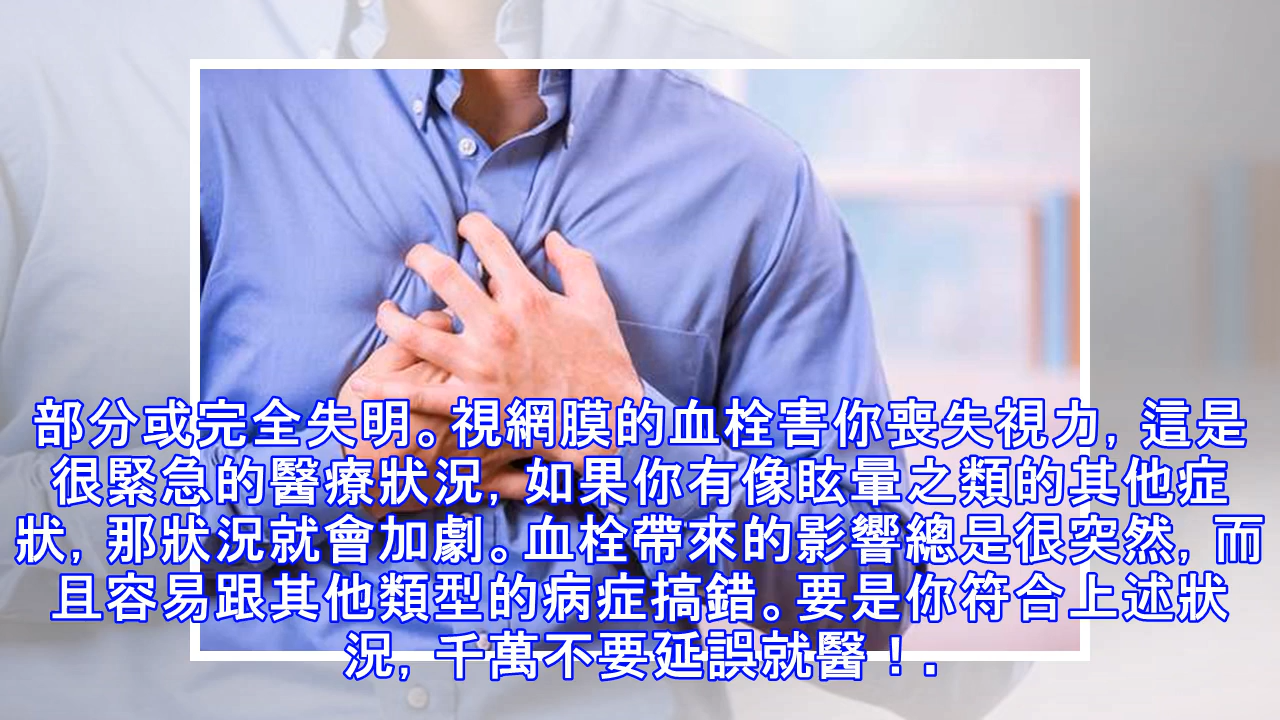 部分或完全失明。視網膜的血栓害你喪失視力, 這是
很緊急的醫療狀況, 如果你有像眩暈之類的其他症
狀, 那狀況就會加劇。血栓帶來的影響總是很突然, 而
且容易跟其他類型的病症搞錯。要是你符合上述狀
況, 千萬不要延誤就醫！.